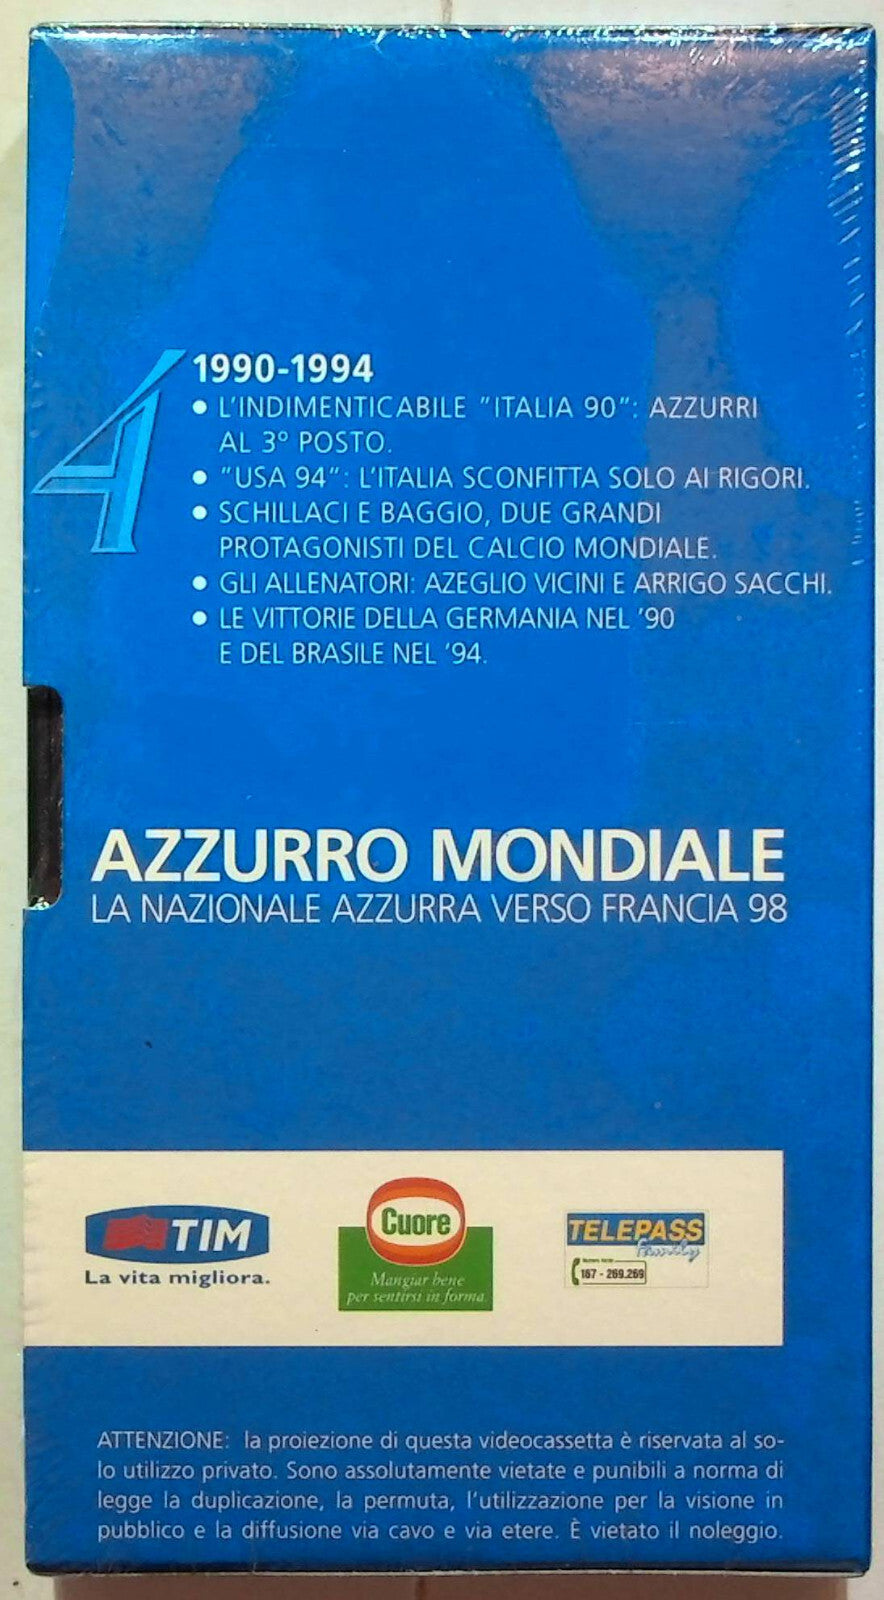 4
1990-1994
• L'INDIMENTICABILE "ITALIA 90": AZZURRI
AL 3° POSTO.
• "USA 94": L'ITALIA SCONFITTA SOLO AI RIGORI.
• SCHILLACI E BAGGIO, DUE GRANDI
PROTAGONISTI DEL CALCIO MONDIALE.
• GLI ALLENATORI: AZEGLIO VICINI E ARRIGO SACCHI.
• LE VITTORIE DELLA GERMANIA NEL '90
E DEL BRASILE NEL '94.
AZZURRO MONDIALE
LA NAZIONALE AZZURRA VERSO FRANCIA 98
TIM
La vita migliora.
Cuore
Mangiar bene
per sentirsi in forma.
TELEPASS
family
Numero Verde
167 - 269.269
ATTENZIONE: la proiezione di questa videocassetta è riservata al so-
lo utilizzo privato. Sono assolutamente vietate e punibili a norma di
legge la duplicazione, la permuta, l'utilizzazione per la visione in
pubblico e la diffusione via cavo e via etere. È vietato il noleggio.